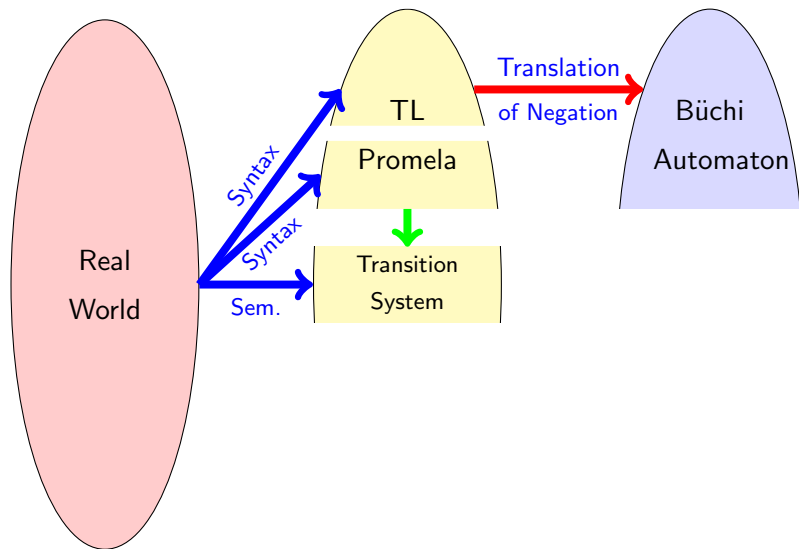 Real
World
Syntax
Syntax
Sem.
TL
Promela
Transition
System
Translation
of Negation
Büchi
Automaton